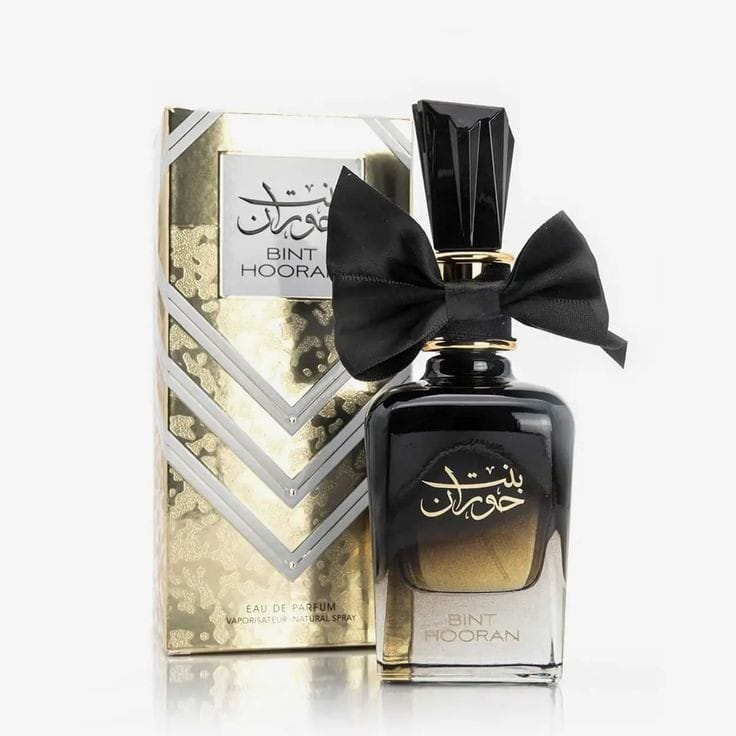 بنت
حوران
BINT
HOORAN
EAU DE PARFUM
VAPORISATEUR NATURAL SPRAY
بنت
حوران
BINT
HOORAN